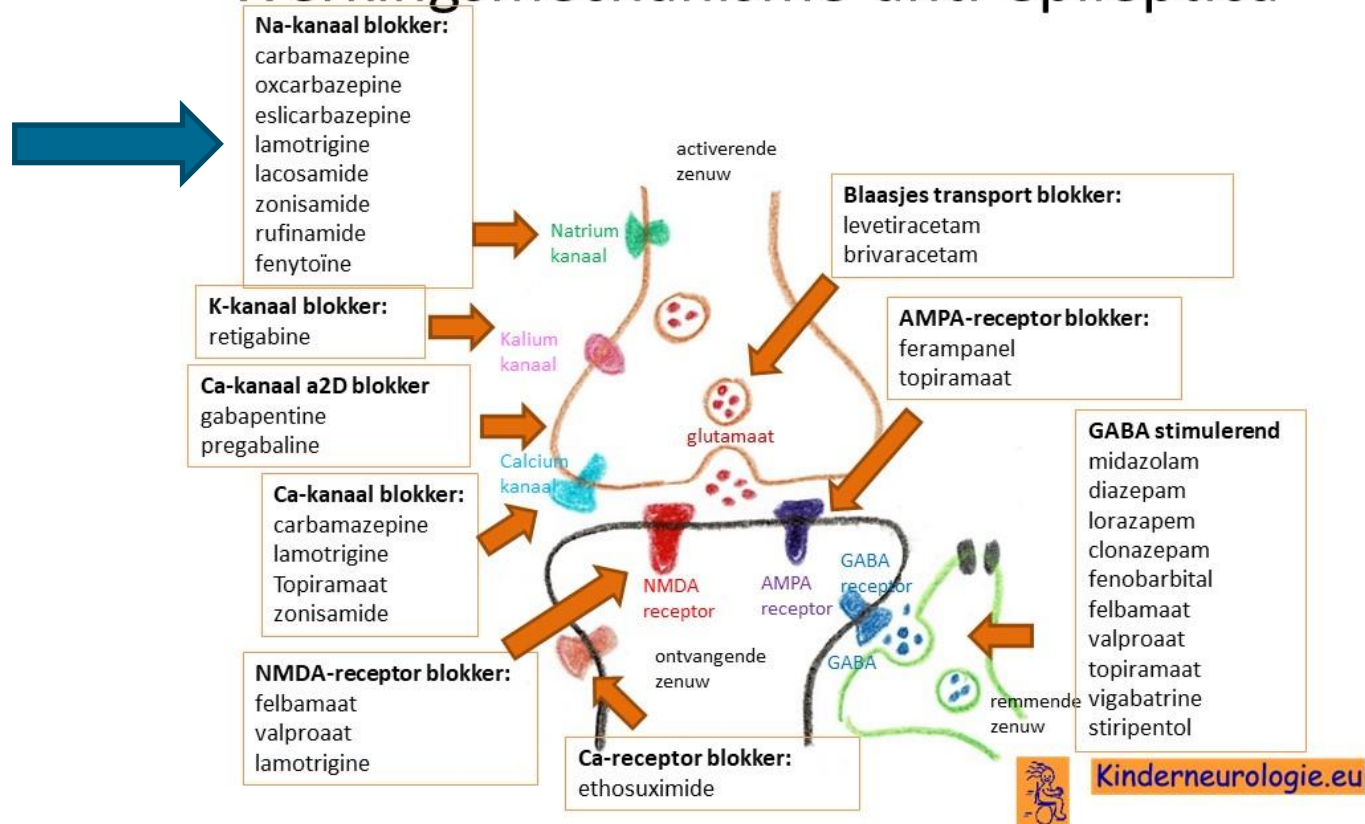 Werkingsmechanisme anti-epileptica
Na-kanaal blokker:
carbamazepine
oxcarbazepine
eslicarbazepine
lamotrigine
lacosamide
zonisamide
rufinamide
fenytoïne
K-kanaal blokker:
retigabine
Ca-kanaal a2D blokker
gabapentine
pregabaline
Ca-kanaal blokker:
carbamazepine
lamotrigine
Topiramaat
zonisamide
NMDA-receptor blokker:
felbamaat
valproaat
lamotrigine
activerende
zenuw
Natrium
kanaal
Kalium
kanaal
glutamaat
Calcium
kanaal
NMDA
receptor
AMPA
receptor
GABA
receptor
GABA
ontvangende
zenuw
remmende
zenuw
Ca-receptor blokker:
ethosuximide
Blaasjes transport blokker:
levetiracetam
brivaracetam
AMPA-receptor blokker:
ferampanel
topiramaat
GABA stimulerend
midazolam
diazepam
lorazapem
clonazepam
fenobarbital
felbamaat
valproaat
topiramaat
vigabatrine
stiripentol
Kinderneurologie.eu